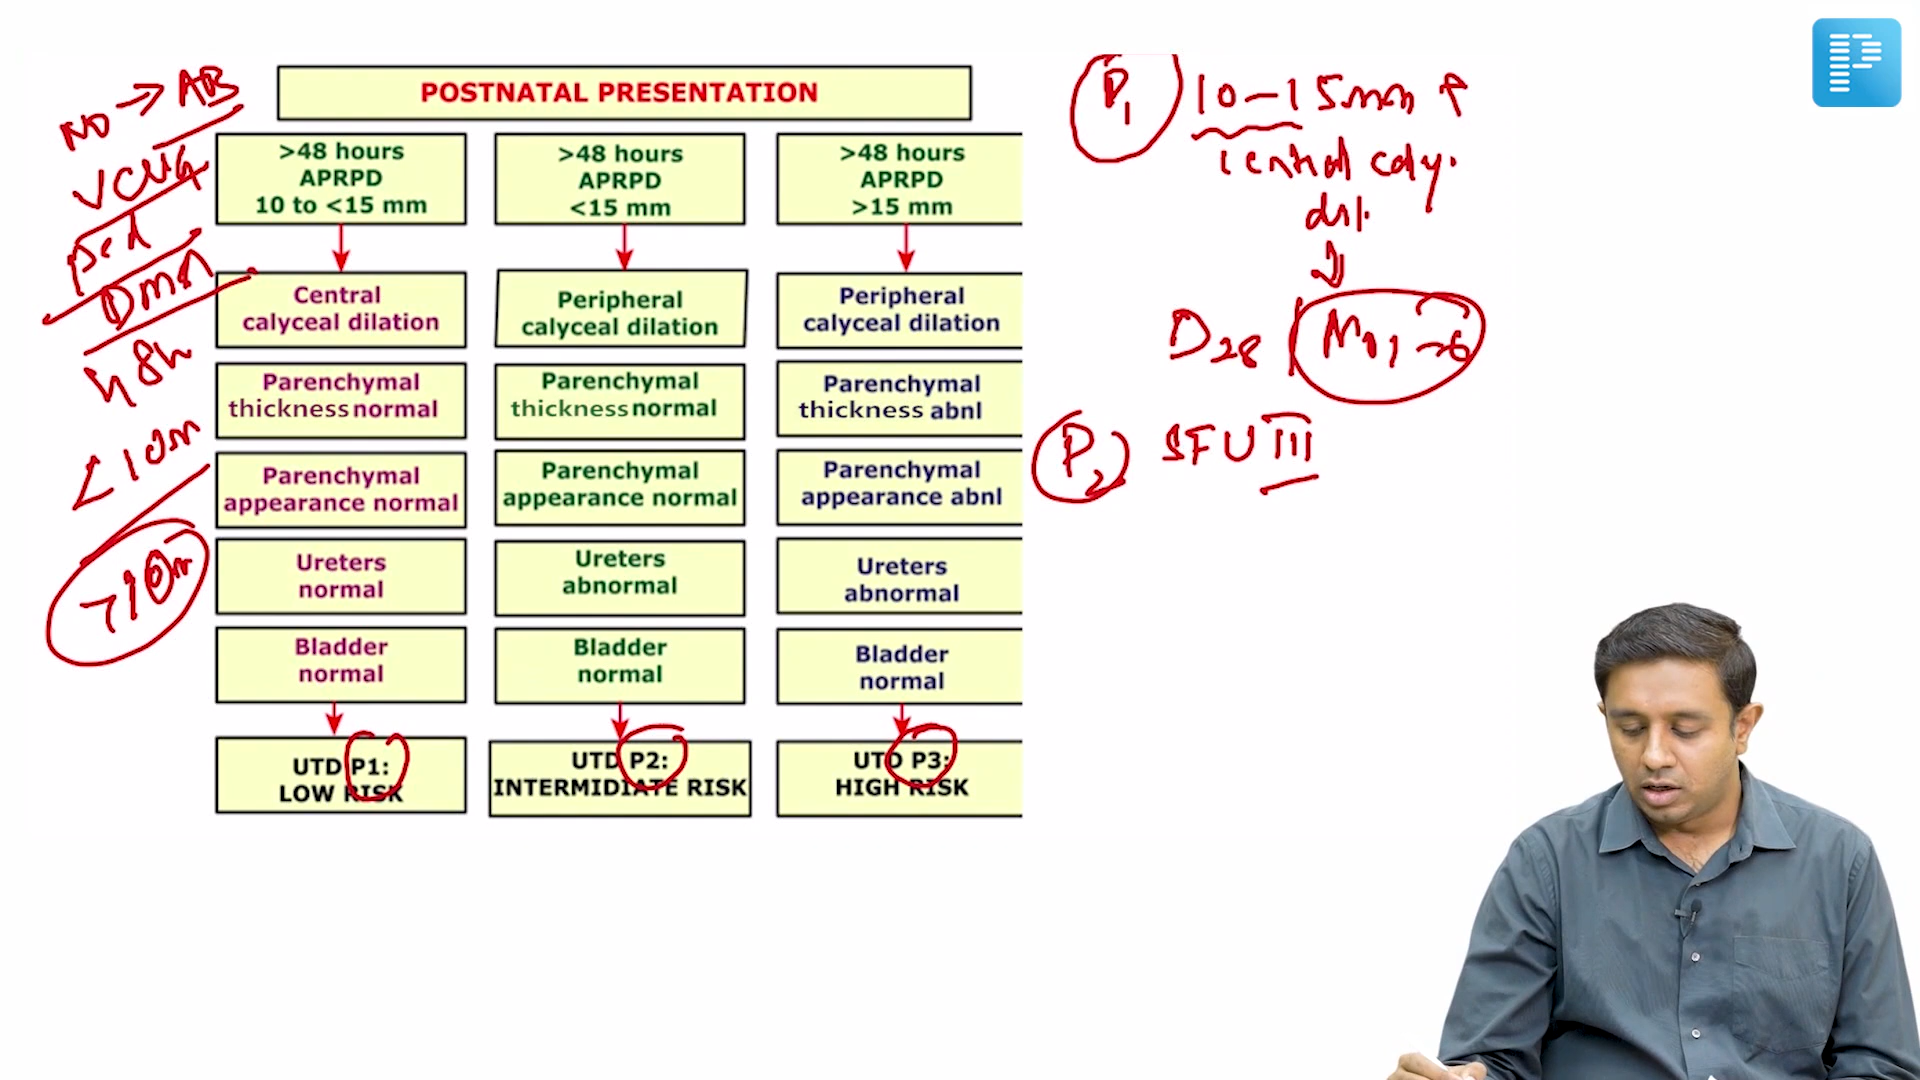 POSTNATAL PRESENTATION
>48 hours
APRPD
10 to <15 mm
Central
calyceal dilation
Parenchymal
thickness normal
Parenchymal
appearance normal
Ureters
normal
Bladder
normal
UTD P1:
LOW RISK
>48 hours
APRPD
<15 mm
Peripheral
calyceal dilation
Parenchymal
thickness normal
Parenchymal
appearance normal
Ureters
abnormal
Bladder
normal
UTD P2:
INTERMIDIATE RISK
>48 hours
APRPD
>15 mm
Peripheral
calyceal dilation
Parenchymal
thickness abnl
Parenchymal
appearance abnl
Ureters
abnormal
Bladder
normal
UTD P3:
HIGH RISK
NO → AB
VCUG
48h
P1 10-15mm ↑
central caly.
dil.
D28
P2 SFU III
P